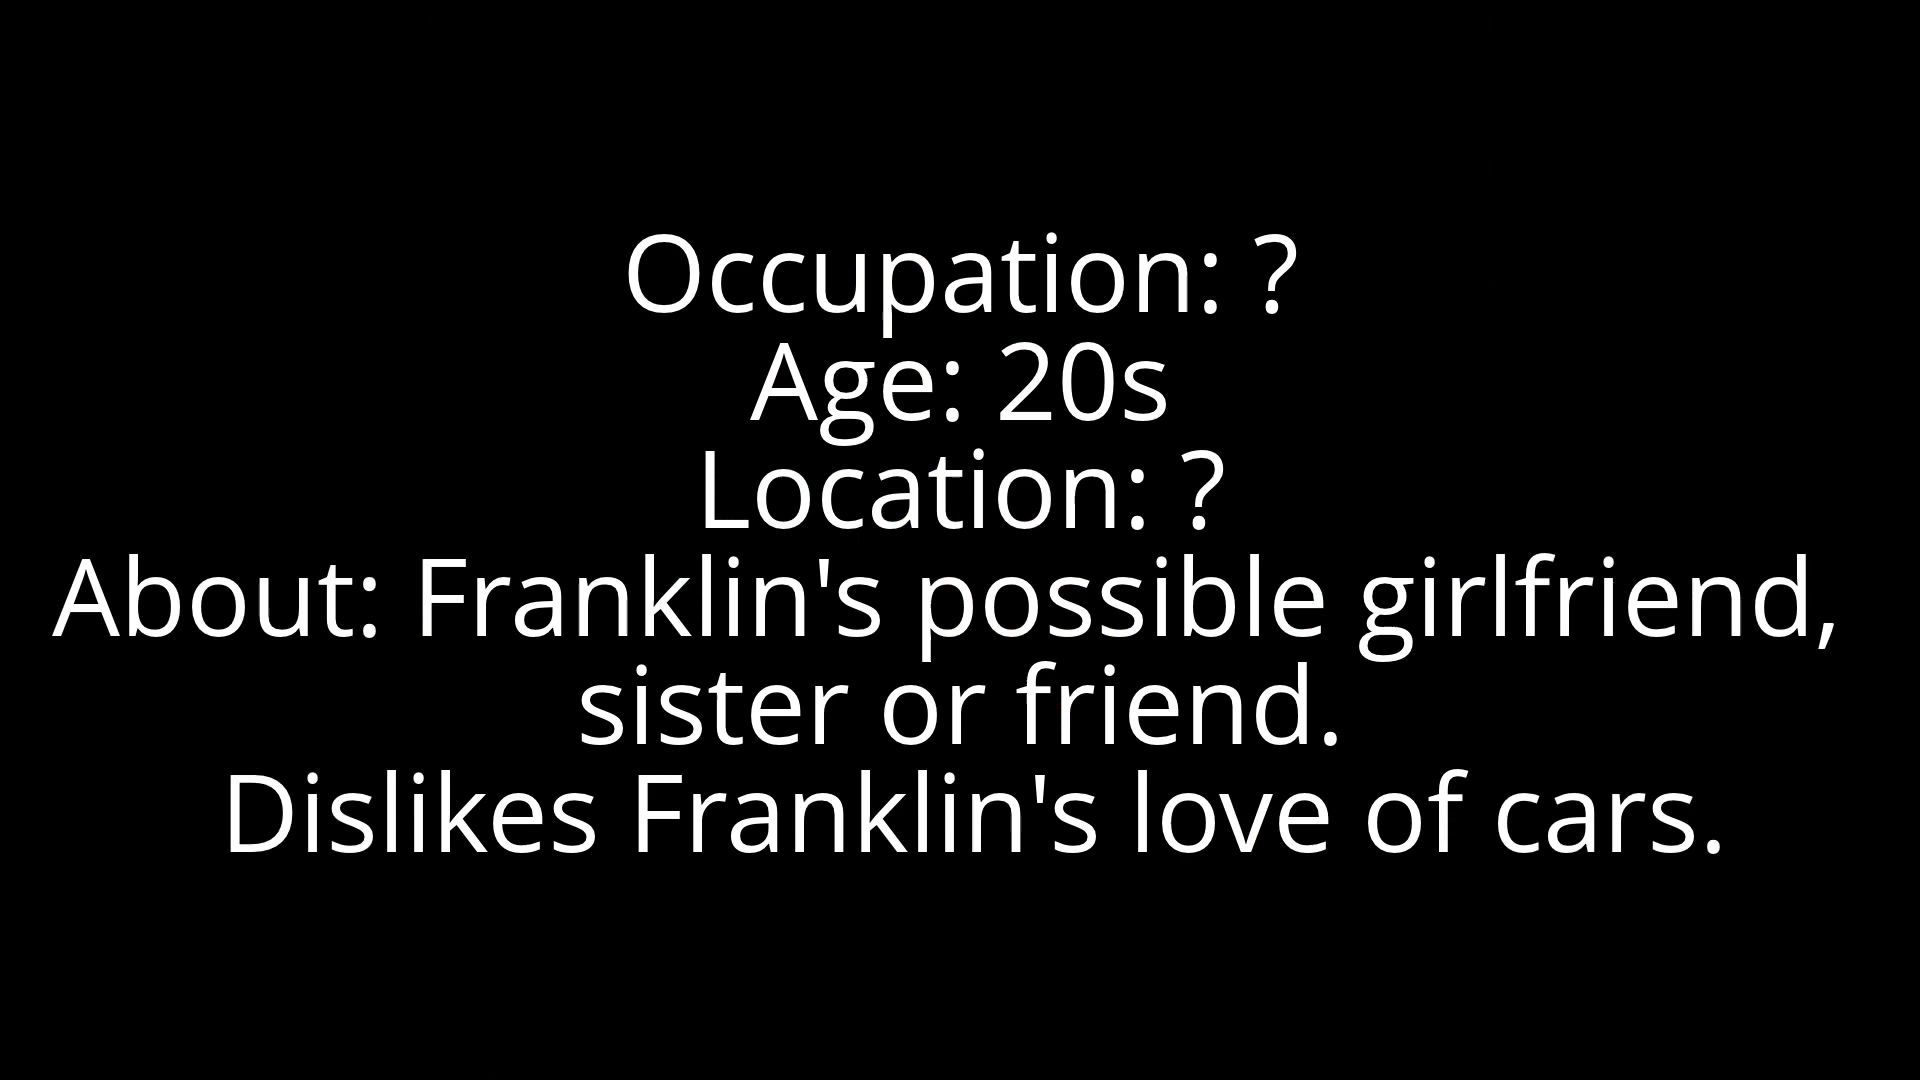 Occupation: ?
Age: 20s
Location: ?
About: Franklin's possible girlfriend,
sister or friend.
Dislikes Franklin's love of cars.